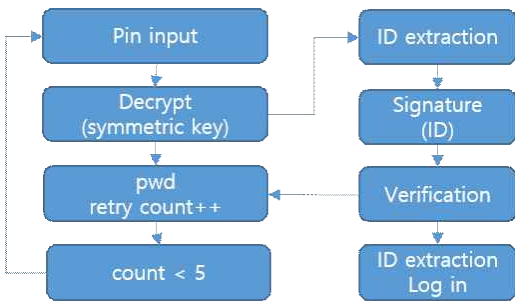 Pin input
Decrypt
(symmetric key)
pwd
retry count++
count < 5
ID extraction
Signature
(ID)
Verification
ID extraction
Log in